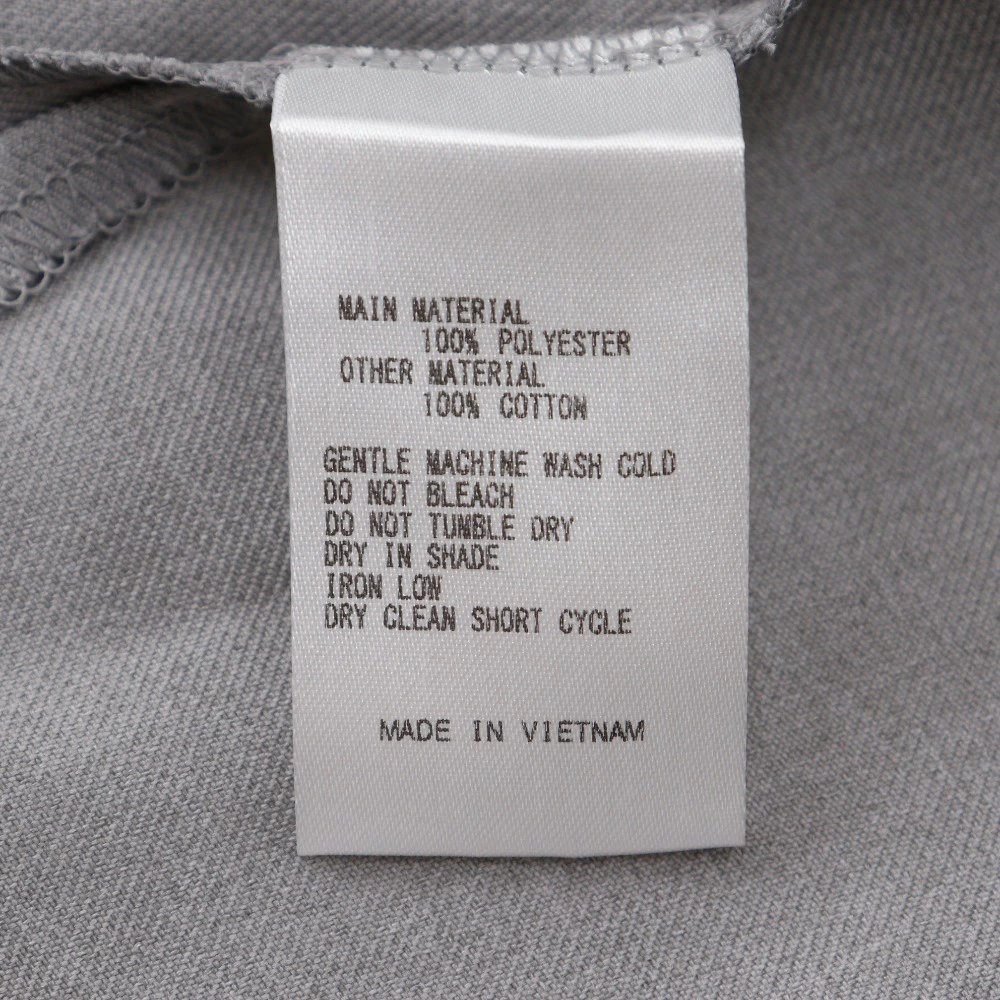 MAIN MATERIAL
100% POLYESTER
OTHER MATERIAL
100% COTTON
GENTLE MACHINE WASH COLD
DO NOT BLEACH
DO NOT TUMBLE DRY
DRY IN SHADE
IRON LOW
DRY CLEAN SHORT CYCLE
MADE IN VIETNAM